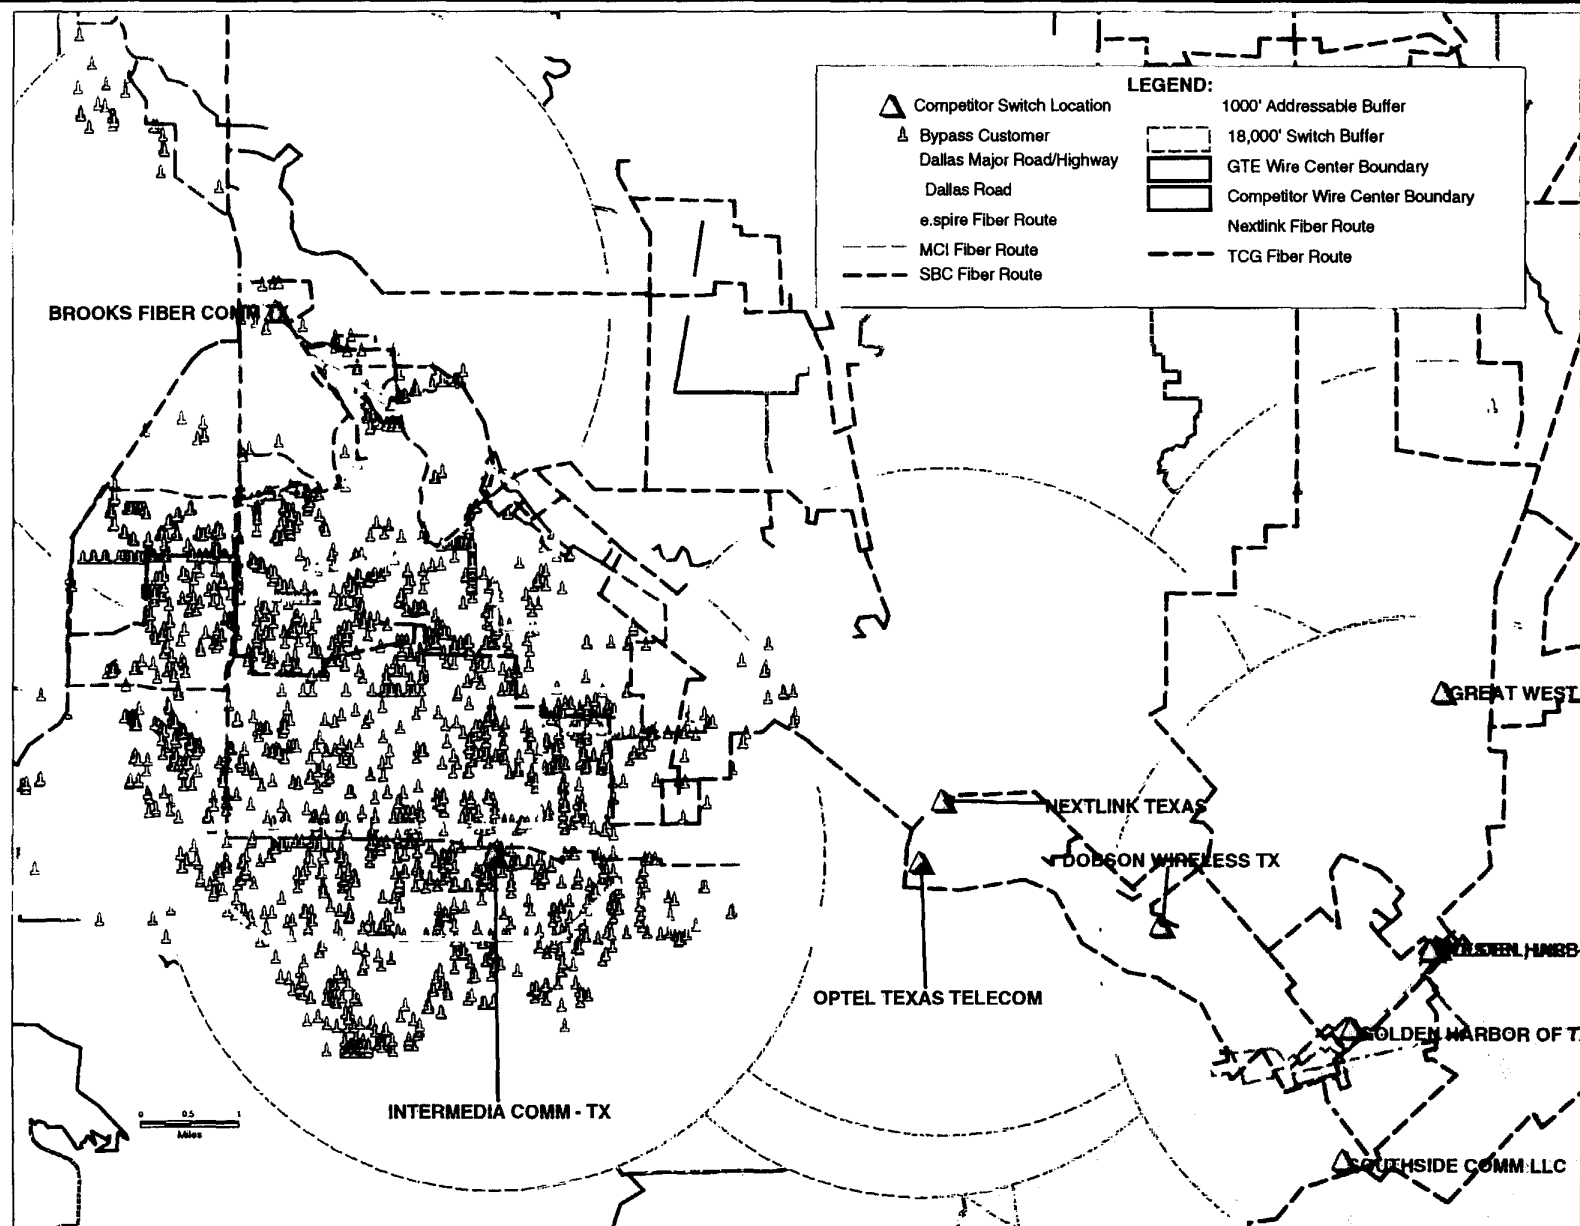 LEGEND:
Competitor Switch Location
Bypass Customer
Dallas Major Road/Highway
Dallas Road
e.spire Fiber Route
MCI Fiber Route
SBC Fiber Route
1000' Addressable Buffer
18,000' Switch Buffer
GTE Wire Center Boundary
Competitor Wire Center Boundary
Nextlink Fiber Route
TCG Fiber Route
BROOKS FIBER COMM TX
GREAT WEST
NEXTLINK TEXAS
DOBSON WIRELESS TX
OPTEL TEXAS TELECOM
GOLDEN HARBOR OF T
INTERMEDIA COMM - TX
SOUTHSIDE COMM LLC
0 0.5 1
Miles